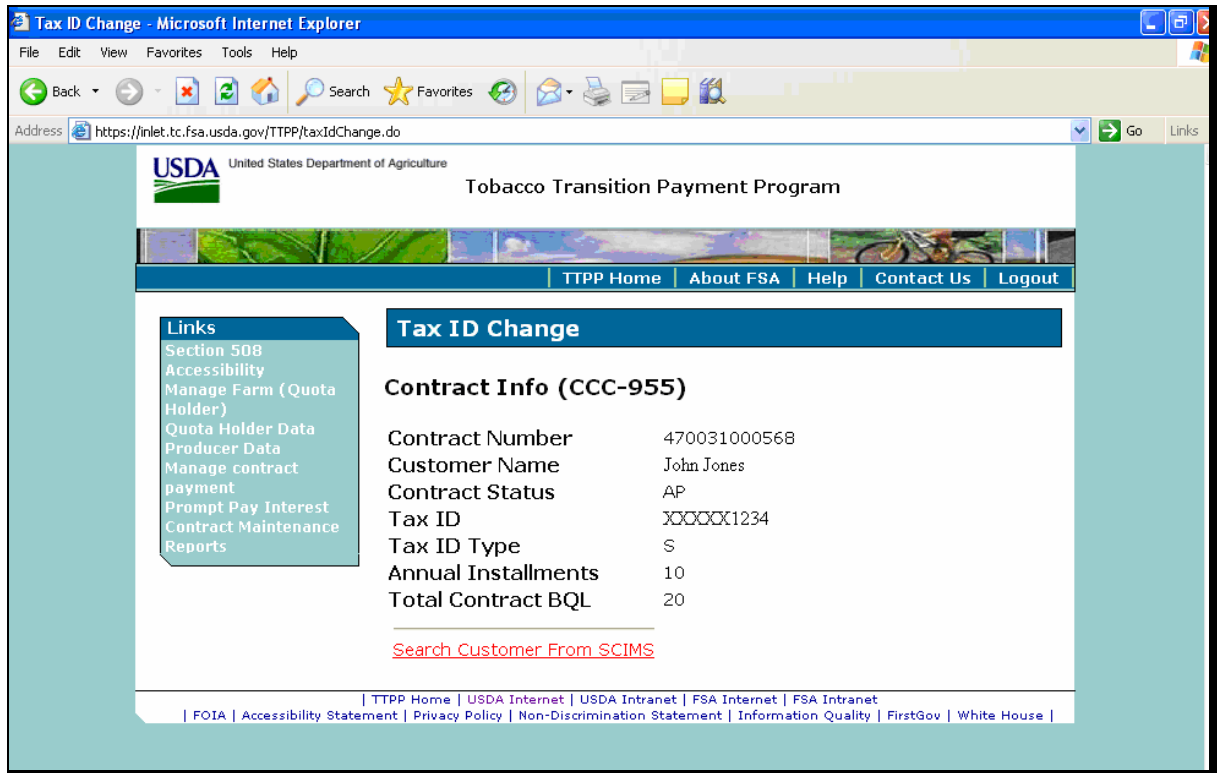 Tax ID Change - Microsoft Internet Explorer
File Edit View Favorites Tools Help
Back Search Favorites
Address https://inlet.tc.fsa.usda.gov/TTPP/taxIdChange.do Go Links
USDA United States Department of Agriculture
Tobacco Transition Payment Program
| TTPP Home | About FSA | Help | Contact Us | Logout |
Links
Section 508
Accessibility
Manage Farm (Quota
Holder)
Quota Holder Data
Producer Data
Manage contract
payment
Prompt Pay Interest
Contract Maintenance
Reports
Tax ID Change
Contract Info (CCC-955)
Contract Number 470031000568
Customer Name John Jones
Contract Status AP
Tax ID XXXXX1234
Tax ID Type S
Annual Installments 10
Total Contract BQL 20
Search Customer From SCIMS
| TTPP Home | USDA Internet | USDA Intranet | FSA Internet | FSA Intranet
| FOIA | Accessibility Statement | Privacy Policy | Non-Discrimination Statement | Information Quality | FirstGov | White House |